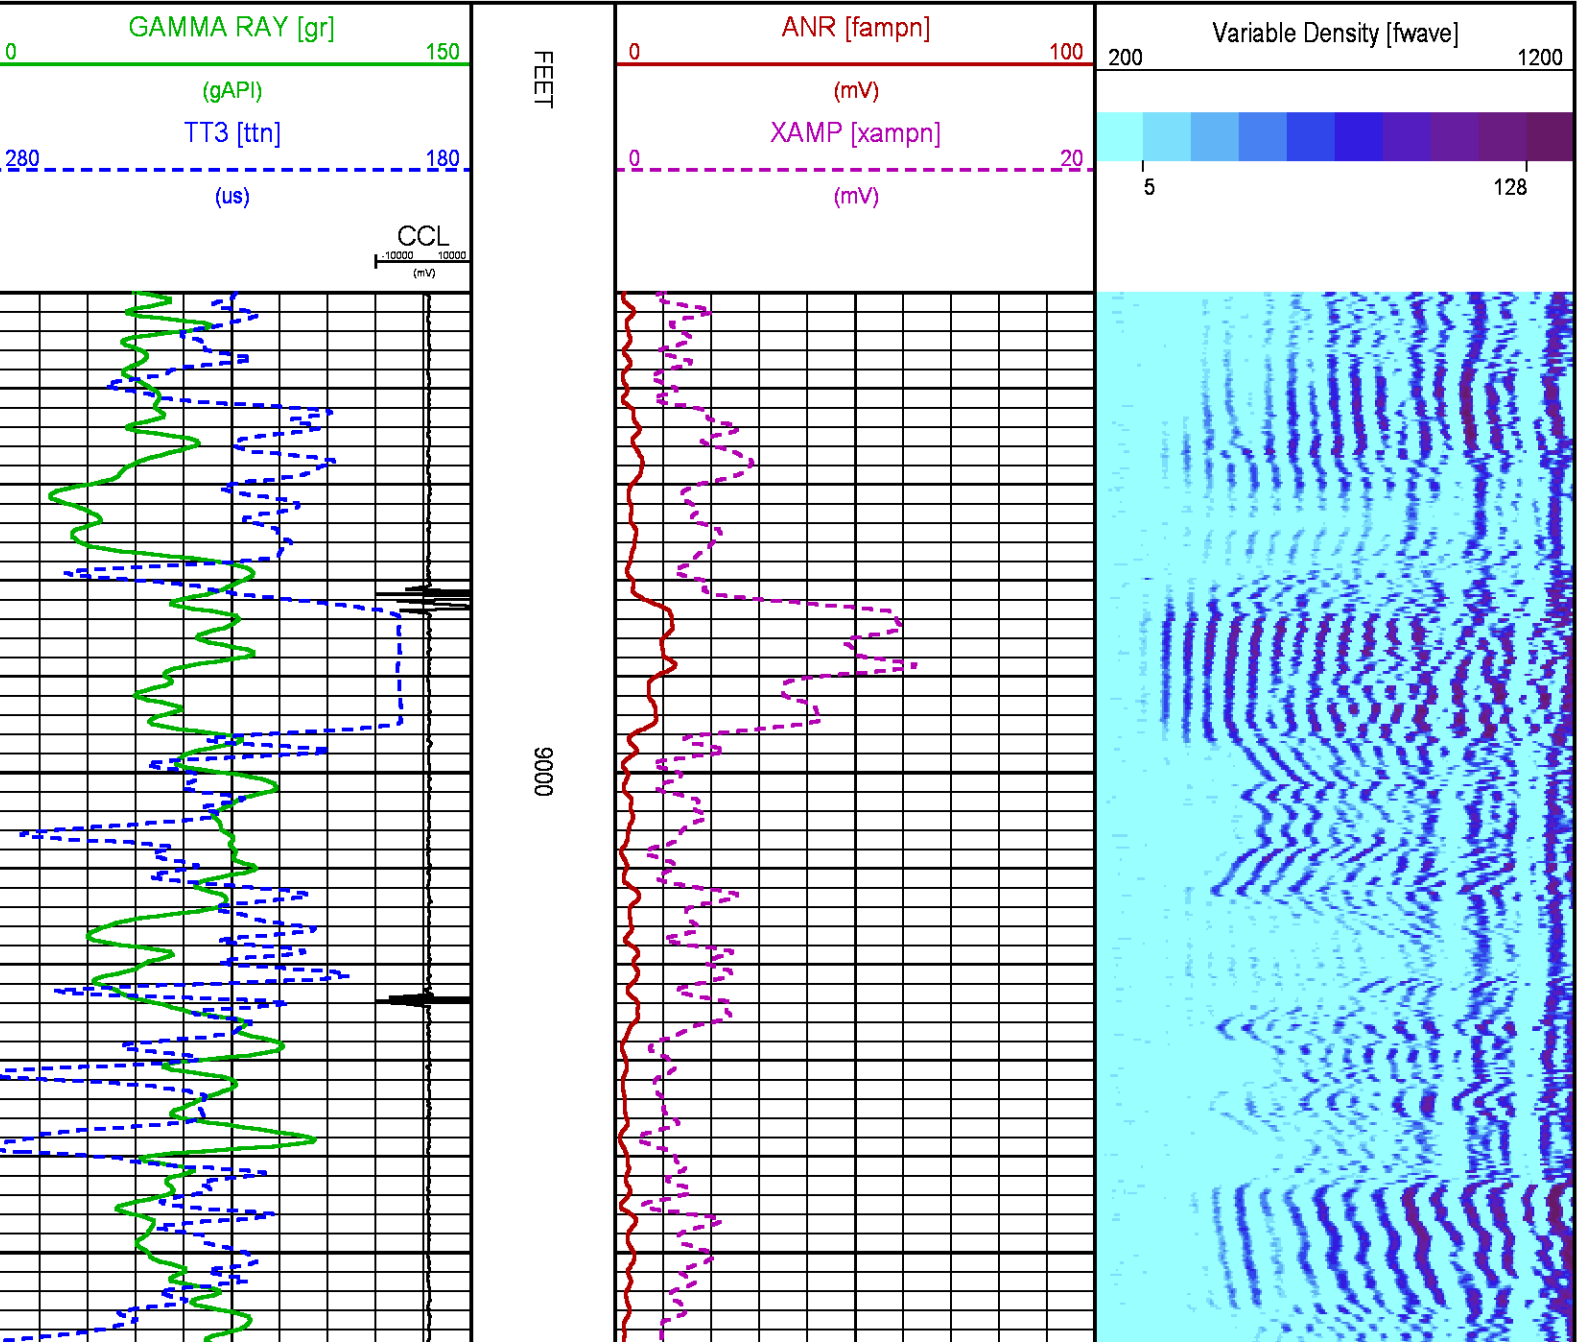 GAMMA RAY [gr]
0 150
(gAPI)
TT3 [ttn]
280 180
(us)
CCL
-10000 10000
(mV)
FEET
9000
ANR [fampn]
0 100
(mV)
XAMP [xampn]
0 20
(mV)
Variable Density [fwave]
200 1200
5 128